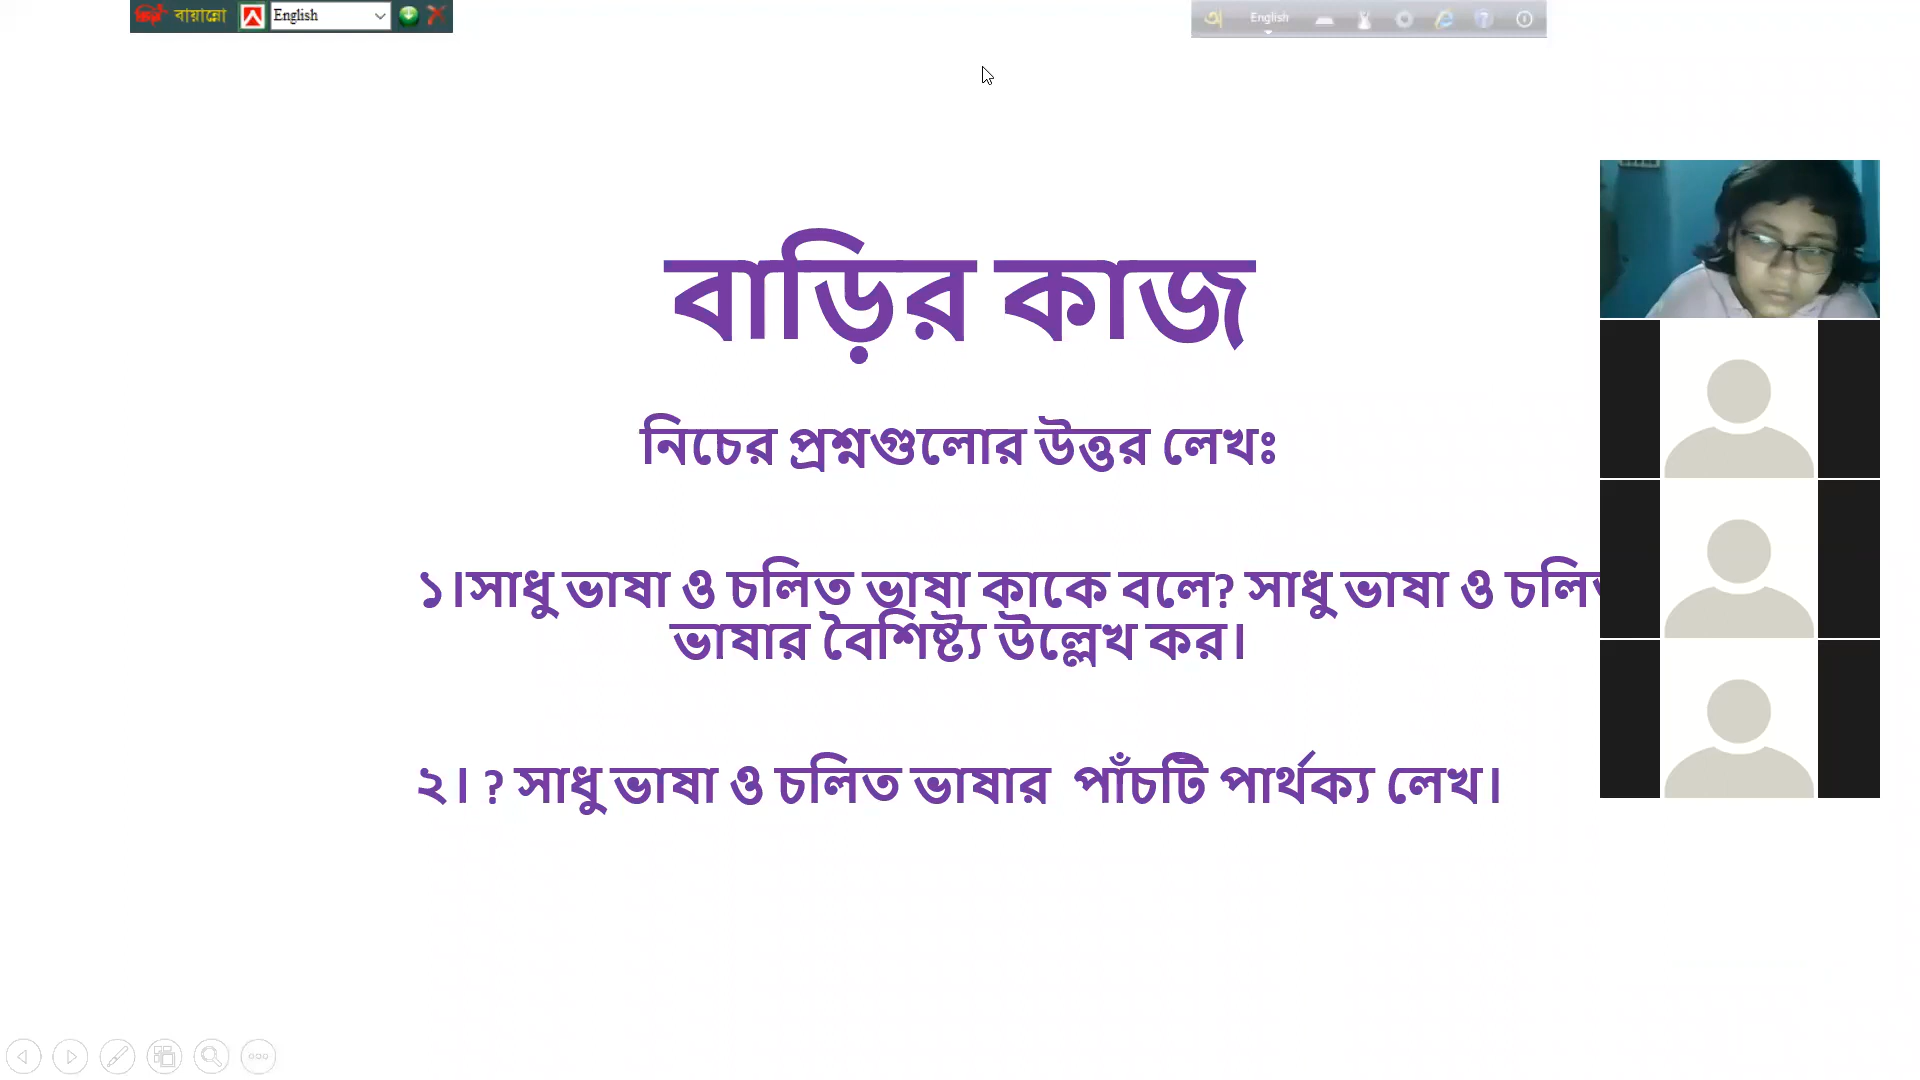 বায়ান্নো
English
English
বাড়ির কাজ
নিচের প্রশ্নগুলোর উত্তর লেখঃ
১।সাধু ভাষা ও চলিত ভাষা কাকে বলে? সাধু ভাষা ও
ভাষার বৈশিষ্ট্য উল্লেখ কর।
২। ? সাধু ভাষা ও চলিত ভাষার পাঁচটি পার্থক্য লেখ।